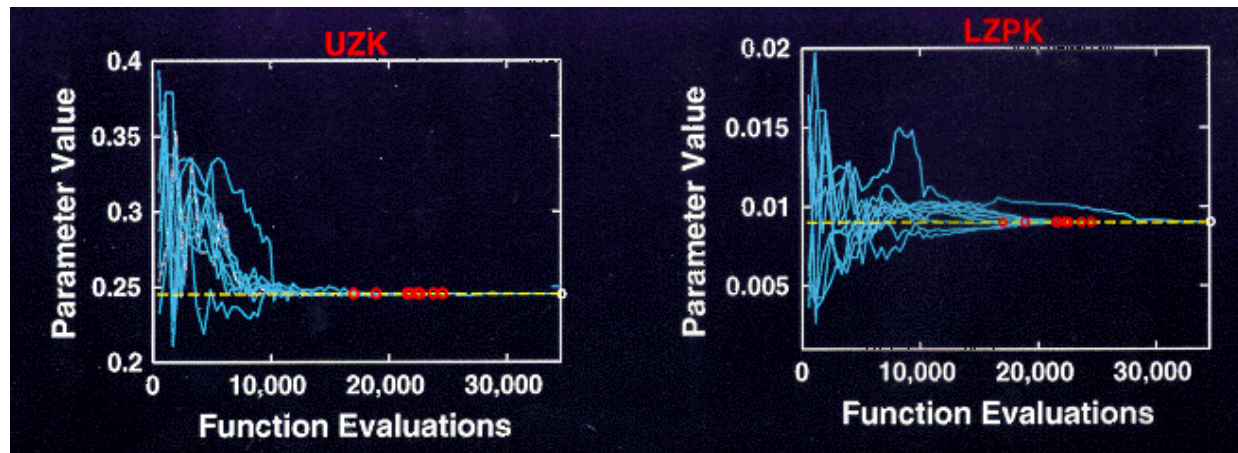 UZK
0.4
0.35
0.3
0.25
0.2
Parameter Value
0 10,000 20,000 30,000
Function Evaluations
LZPK
0.02
0.015
0.01
0.005
Parameter Value
0 10,000 20,000 30,000
Function Evaluations